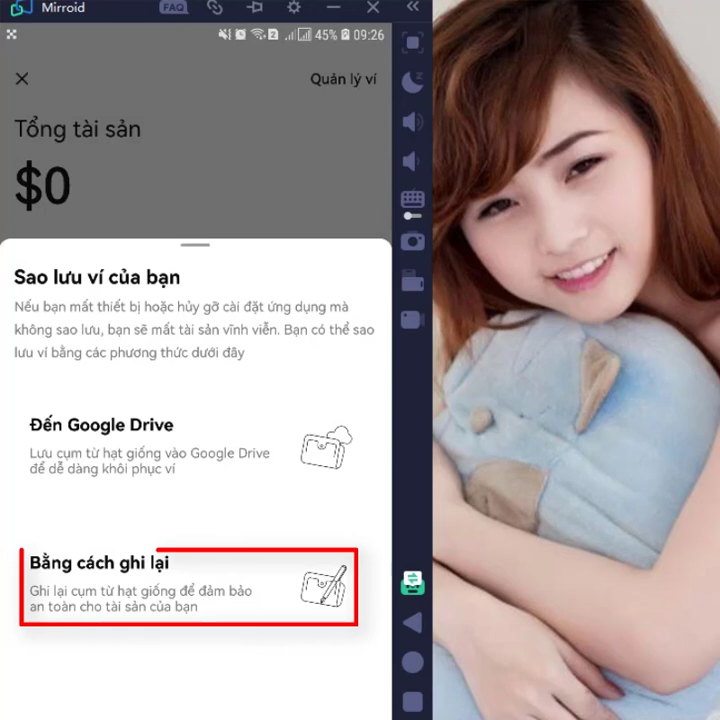 Mirroid FAQ
45% 09:26
Quản lý ví
Tổng tài sản
$0
Sao lưu ví của bạn
Nếu bạn mất thiết bị hoặc hủy gỡ cài đặt ứng dụng mà
không sao lưu, bạn sẽ mất tài sản vĩnh viễn. Bạn có thể sao
lưu ví bằng các phương thức dưới đây
Đến Google Drive
Lưu cụm từ hạt giống vào Google Drive
để dễ dàng khôi phục ví
Bằng cách ghi lại
Ghi lại cụm từ hạt giống để đảm bảo
an toàn cho tài sản của bạn